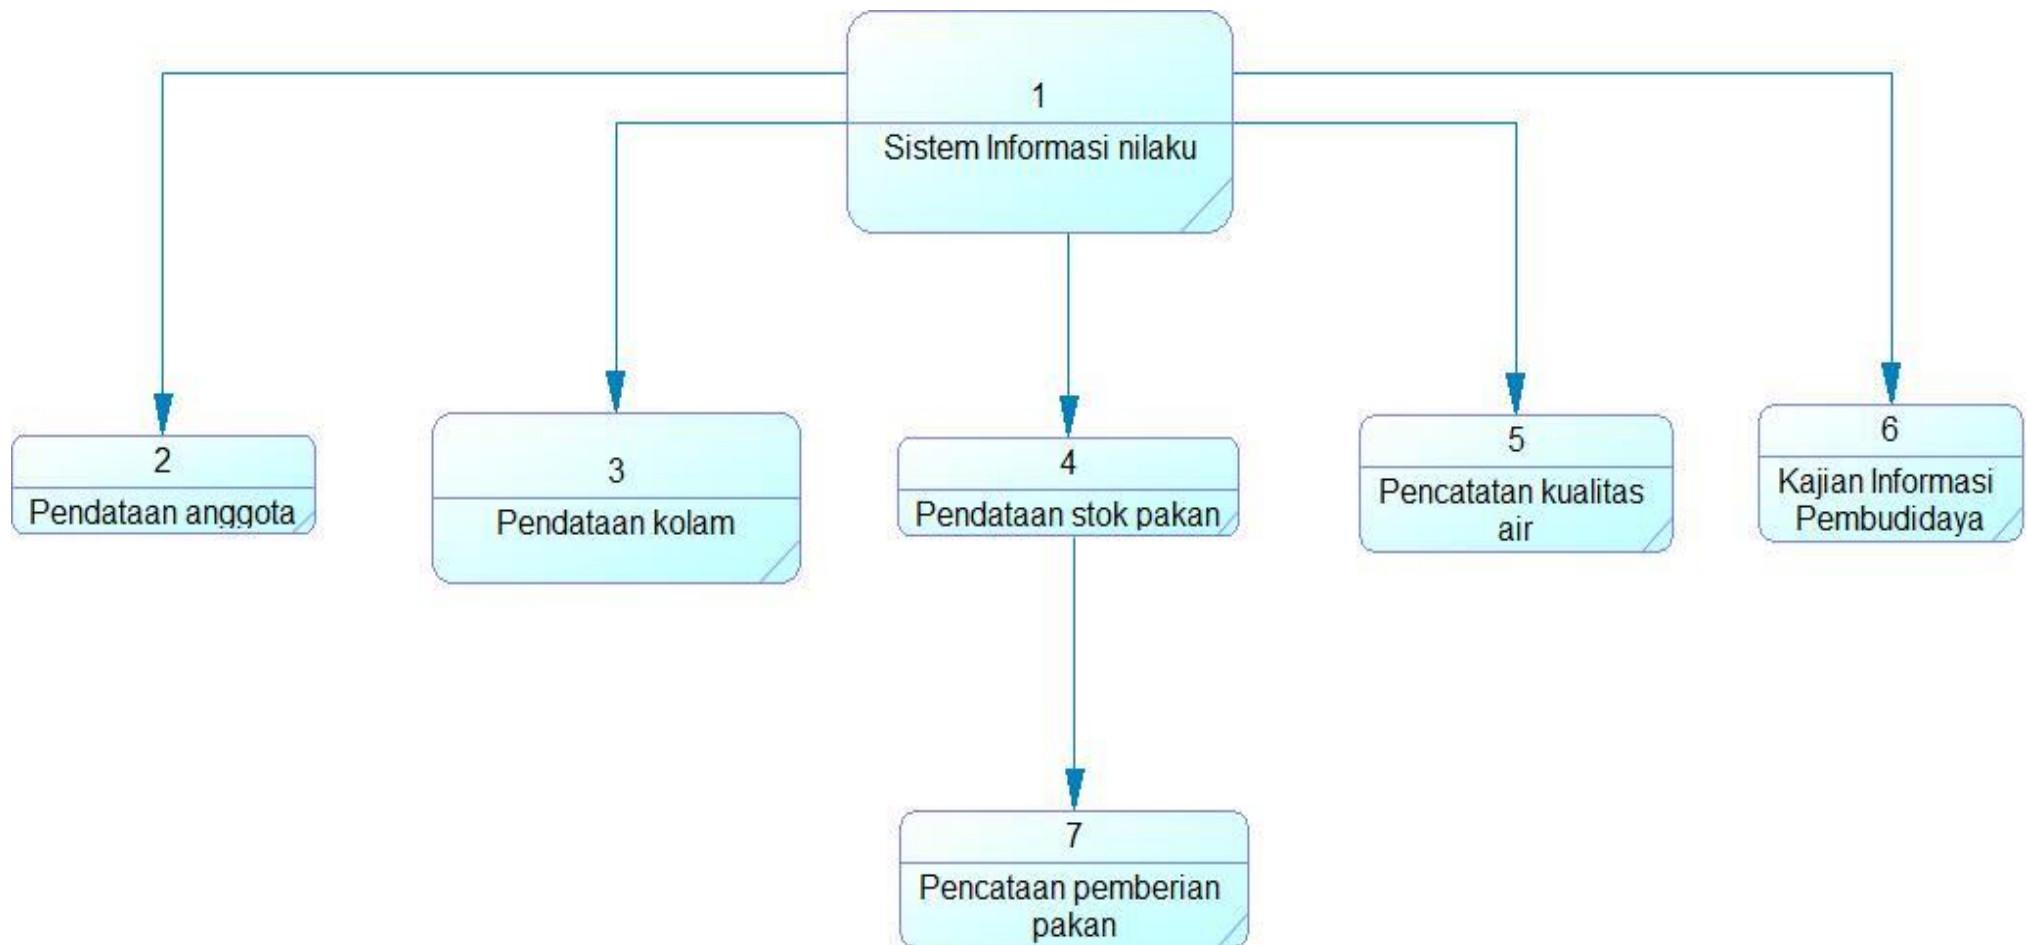 1
Sistem Informasi nilaku
2
Pendataan anggota
3
Pendataan kolam
4
Pendataan stok pakan
5
Pencatatan kualitas
air
6
Kajian Informasi
Pembudidaya
7
Pencataan pemberian
pakan